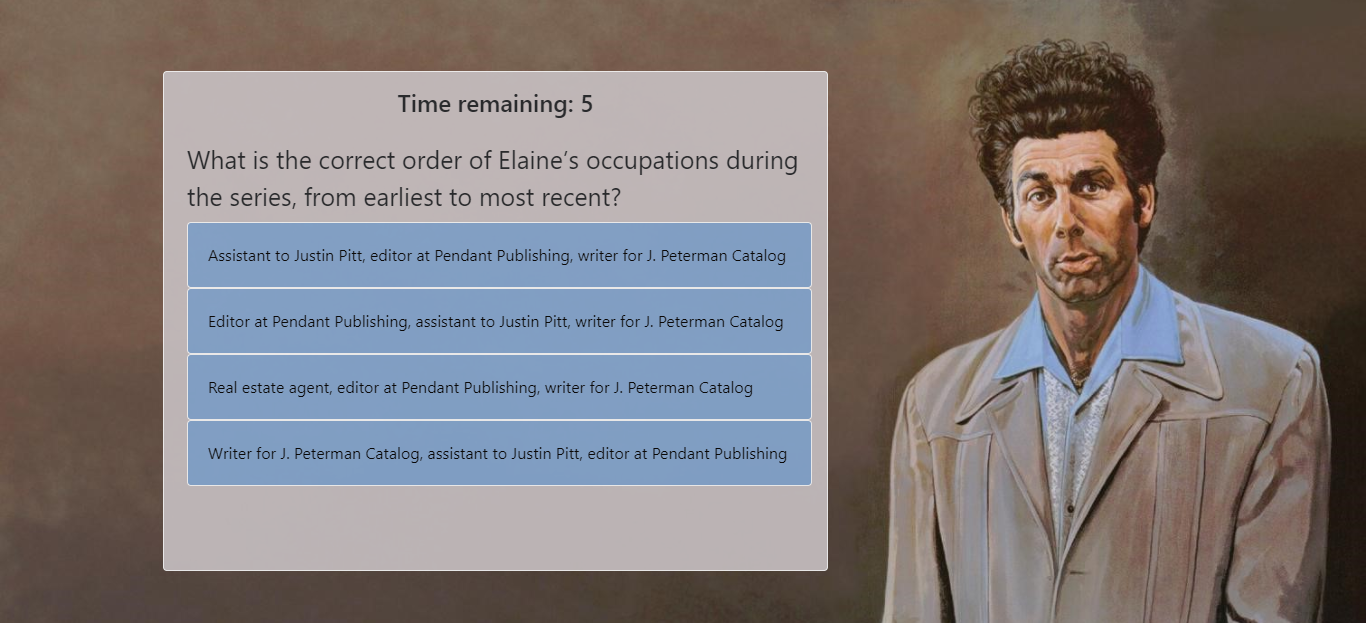 Time remaining: 5
What is the correct order of Elaine’s occupations during
the series, from earliest to most recent?
Assistant to Justin Pitt, editor at Pendant Publishing, writer for J. Peterman Catalog
Editor at Pendant Publishing, assistant to Justin Pitt, writer for J. Peterman Catalog
Real estate agent, editor at Pendant Publishing, writer for J. Peterman Catalog
Writer for J. Peterman Catalog, assistant to Justin Pitt, editor at Pendant Publishing